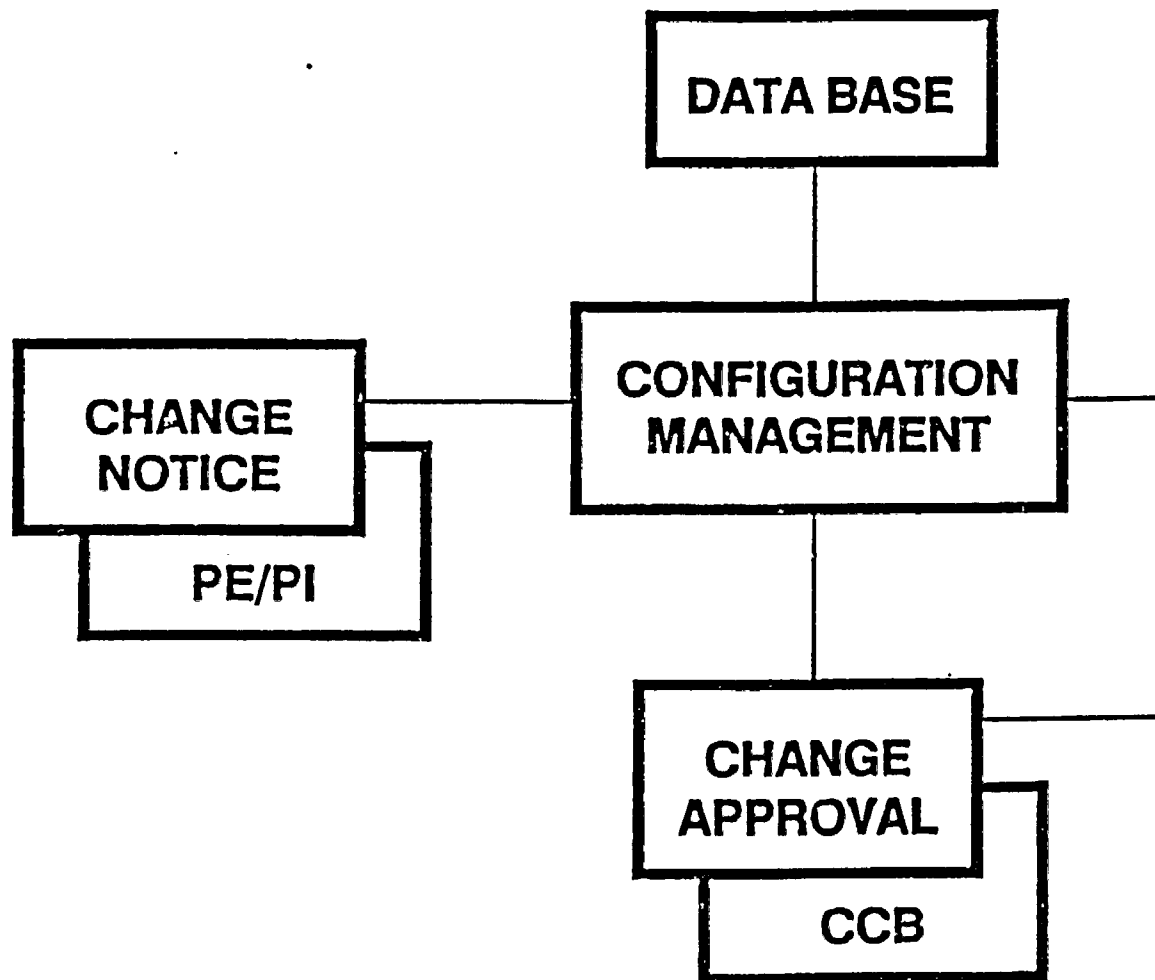 DATA BASE
CONFIGURATION
MANAGEMENT
CHANGE
NOTICE
PE/PI
CHANGE
APPROVAL
CCB